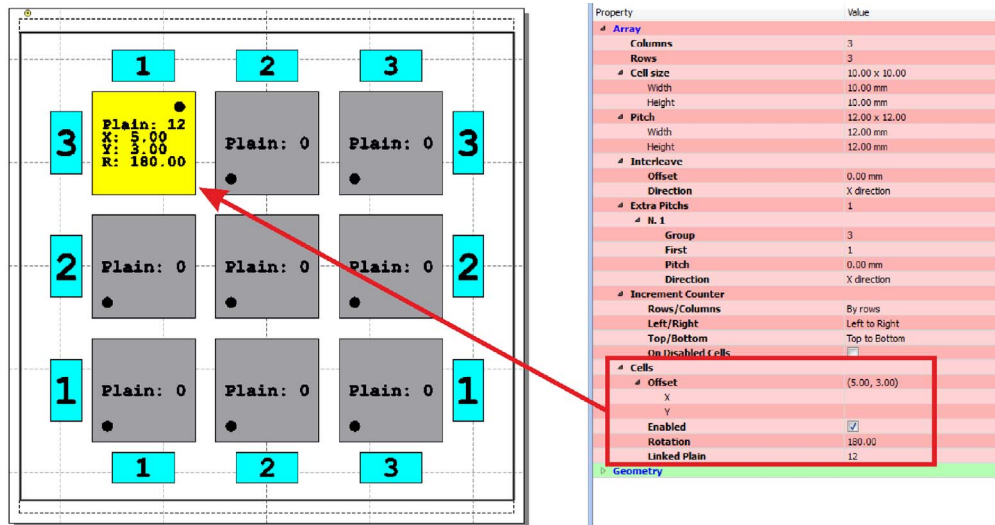 1 2 3
3 Plain: 12 Plain: 0 Plain: 0 3
X: 5.00
Y: 3.00
R: 180.00
2 Plain: 0 Plain: 0 Plain: 0 2
1 Plain: 0 Plain: 0 Plain: 0 1
1 2 3
Property Value
Array
Columns 3
Rows 3
Cell size 10.00 x 10.00
Width 10.00 mm
Height 10.00 mm
Pitch 12.00 x 12.00
Width 12.00 mm
Height 12.00 mm
Interleave
Offset 0.00 mm
Direction X direction
Extra Pitchs 1
N. 1
Group 3
First 1
Pitch 0.00 mm
Direction X direction
Increment Counter
Rows/Columns By rows
Left/Right Left to Right
Top/Bottom Top to Bottom
On Disabled Cells
Cells
Offset (5.00, 3.00)
X
Y
Enabled
Rotation 180.00
Linked Plain 12
Geometry